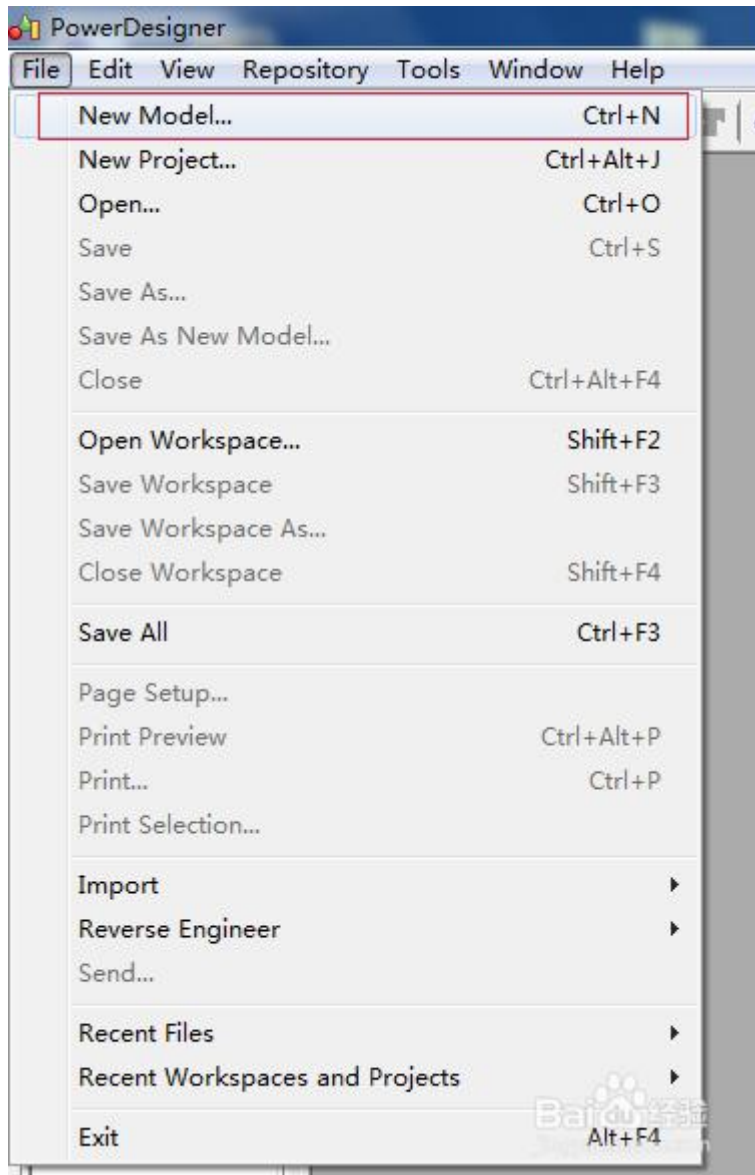 PowerDesigner
File Edit View Repository Tools Window Help
New Model... Ctrl+N
New Project... Ctrl+Alt+J
Open... Ctrl+O
Save Ctrl+S
Save As...
Save As New Model...
Close Ctrl+Alt+F4
Open Workspace... Shift+F2
Save Workspace Shift+F3
Save Workspace As...
Close Workspace Shift+F4
Save All Ctrl+F3
Page Setup...
Print Preview Ctrl+Alt+P
Print... Ctrl+P
Print Selection...
Import
Reverse Engineer
Send...
Recent Files
Recent Workspaces and Projects
Baidu 经验
Exit Alt+F4